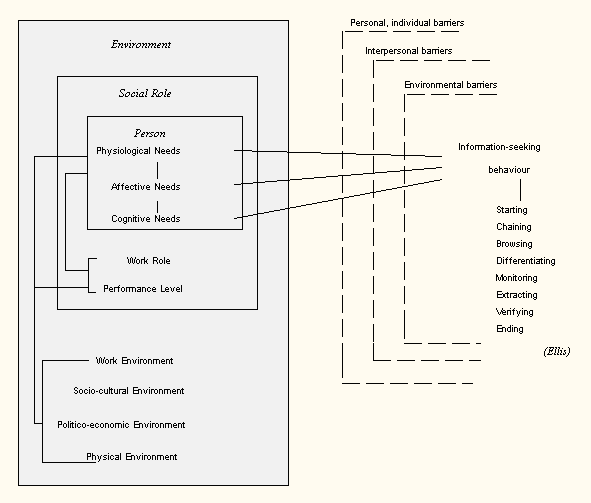 Environment
Social Role
Person
Physiological Needs
Affective Needs
Cognitive Needs
Work Role
Performance Level
Work Environment
Socio-cultural Environment
Politico-economic Environment
Physical Environment
Personal, individual barriers
Interpersonal barriers
Environmental barriers
Information-seeking
behaviour
Starting
Chaining
Browsing
Differentiating
Monitoring
Extracting
Verifying
Ending
(Ellis)